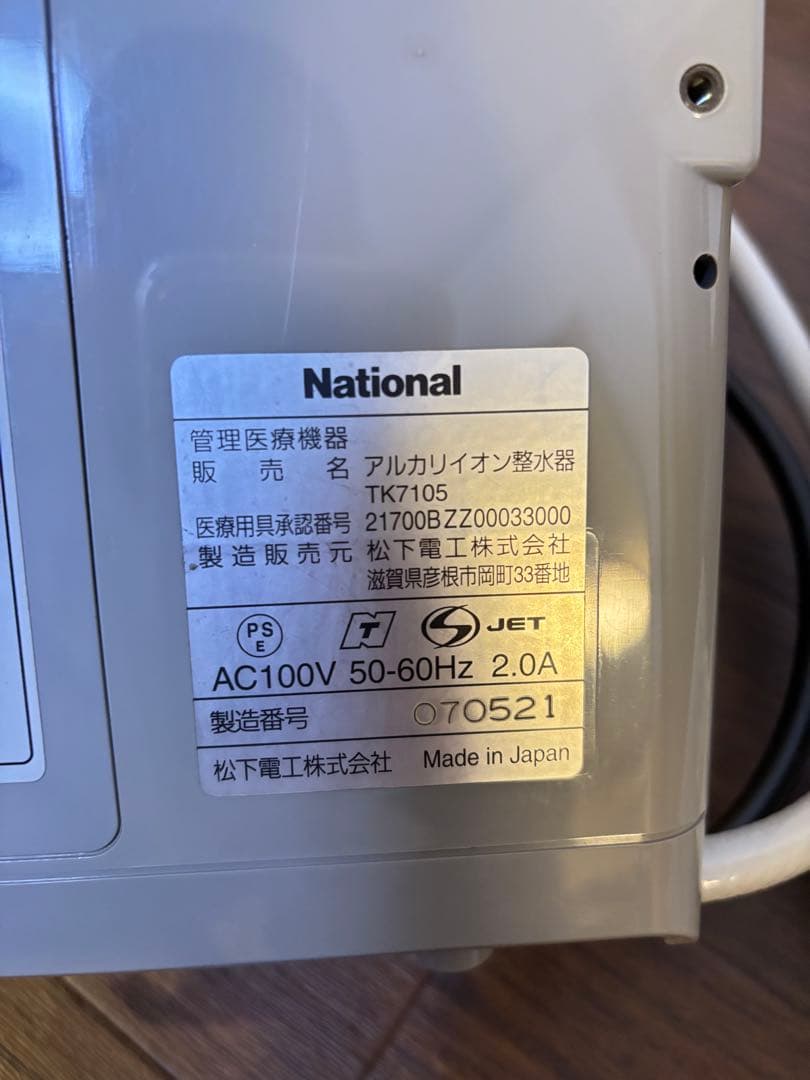 National
管理医療機器
販売名 アルカリイオン整水器
TK7105
医療用具承認番号 21700BZZ00033000
製造販売元 松下電工株式会社
滋賀県彦根市岡町33番地
PS E N T S JET
AC100V 50-60Hz 2.0A
製造番号 070521
松下電工株式会社 Made in Japan